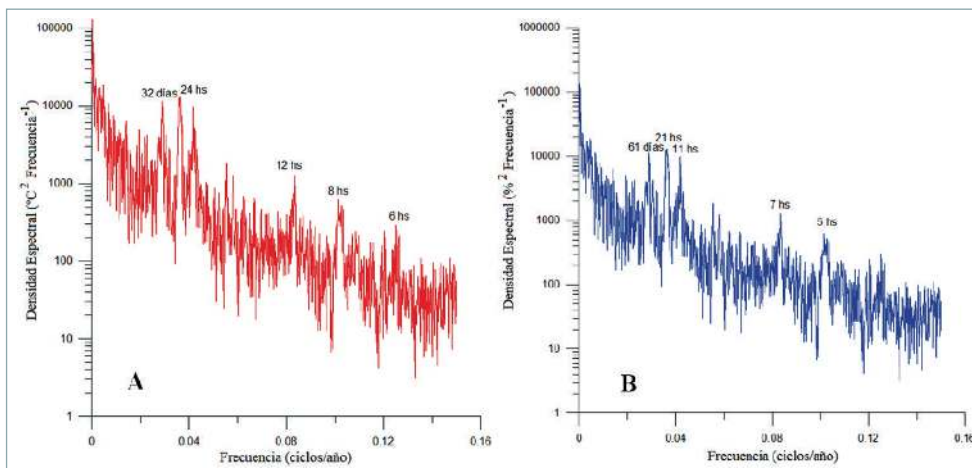 100000
10000
1000
100
10
1
Densidad Espectral (°C² Frecuencia⁻¹)
32 días
24 hs
12 hs
8 hs
6 hs
A
0
0.04
0.08
0.12
0.16
Frecuencia (ciclos/año)
1000000
100000
10000
1000
100
10
1
Densidad Espectral (%² Frecuencia⁻¹)
61 días
21 hs
11 hs
7 hs
B
0
0.04
0.08
0.12
0.16
Frecuencia (ciclos/año)